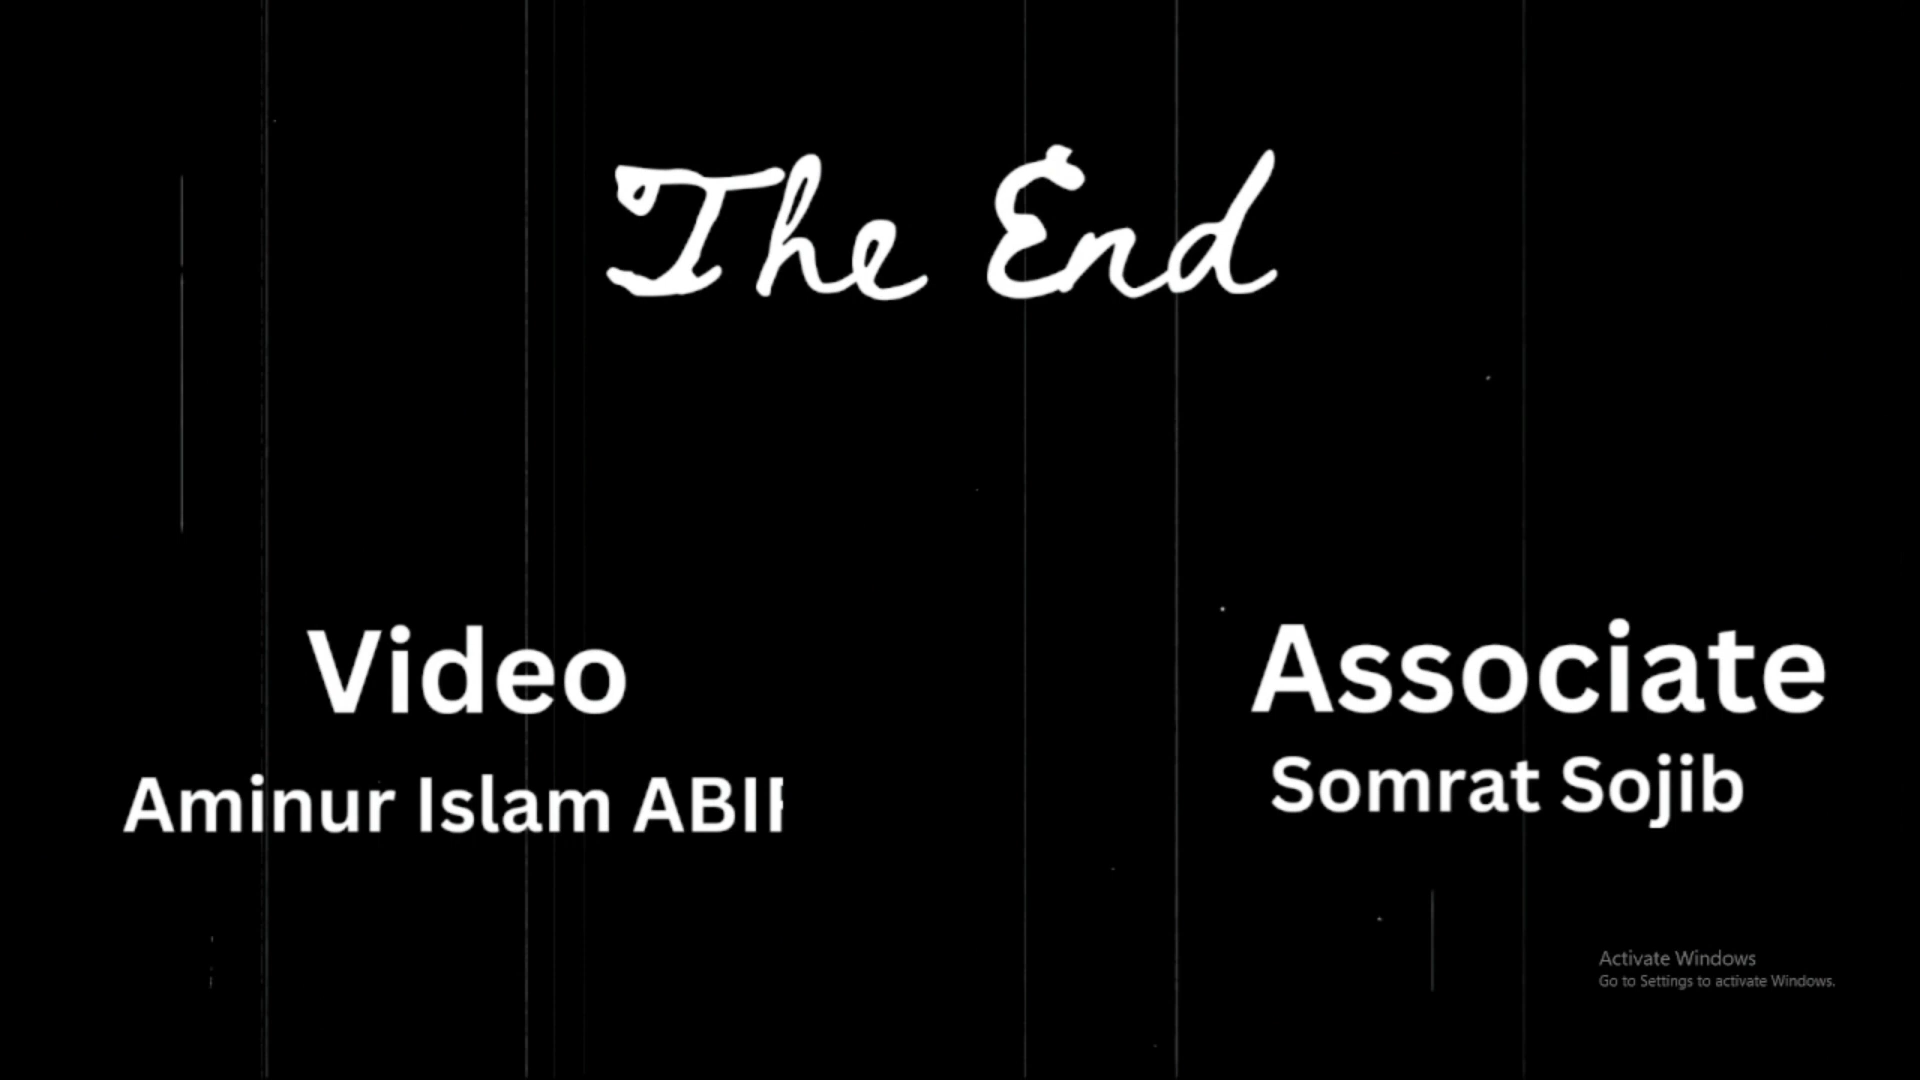 The End
Video
Associate
Aminur Islam
Somrat Sojib
Activate Windows
Go to Settings to activate Windows.